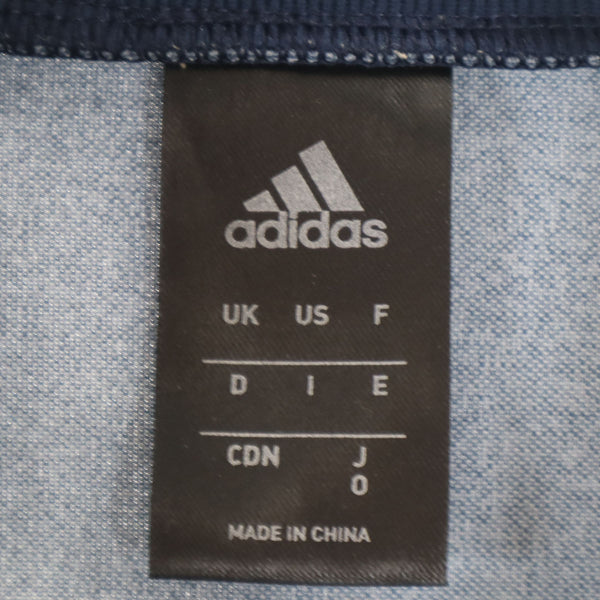 adidas
UK US F
D I E
CDN J
O
MADE IN CHINA